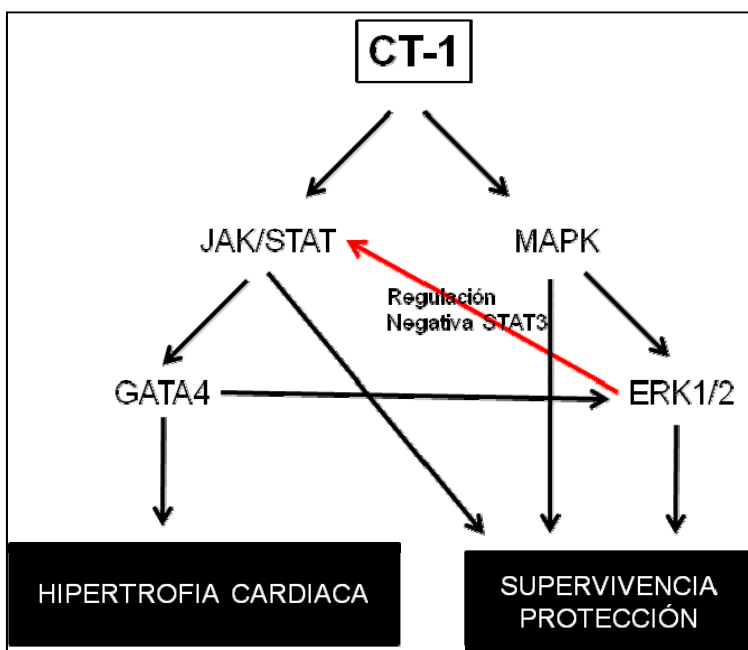 CT-1
JAK/STAT
MAPK
Regulación
Negativa STAT3
GATA4
ERK1/2
HIPERTROFIA CARDIACA
SUPERVIVENCIA
PROTECCIÓN